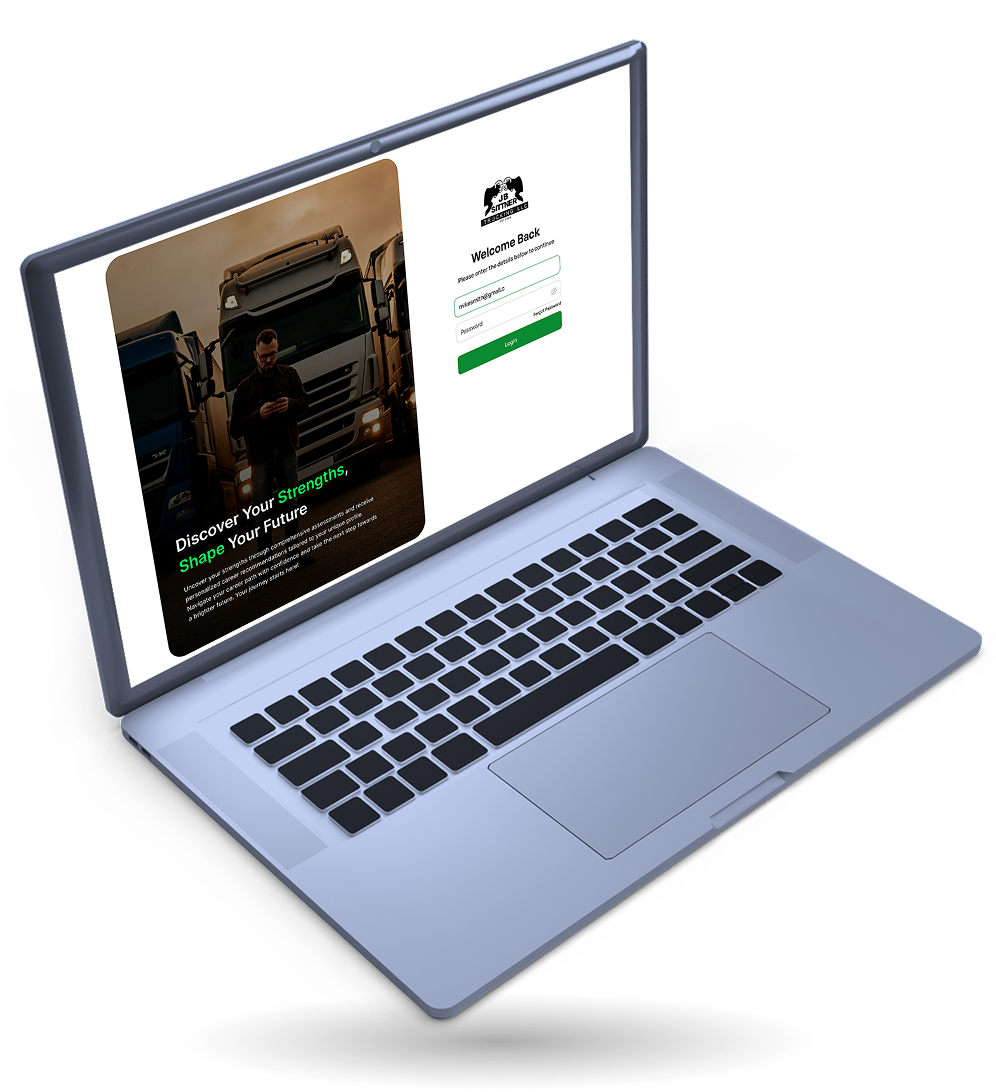 Discover Your Strengths,
Shape Your Future
Uncover your strengths through comprehensive assessments and receive
personalized career recommendations tailored to your unique profile.
Navigate your career path with confidence and take the next step towards
a brighter future. Your journey starts here!
JB
SITTNER
TRUCKING LLC
Welcome Back
Please enter the details below to continue
mikesmith@gmail.c
Password
Forgot Password
Login